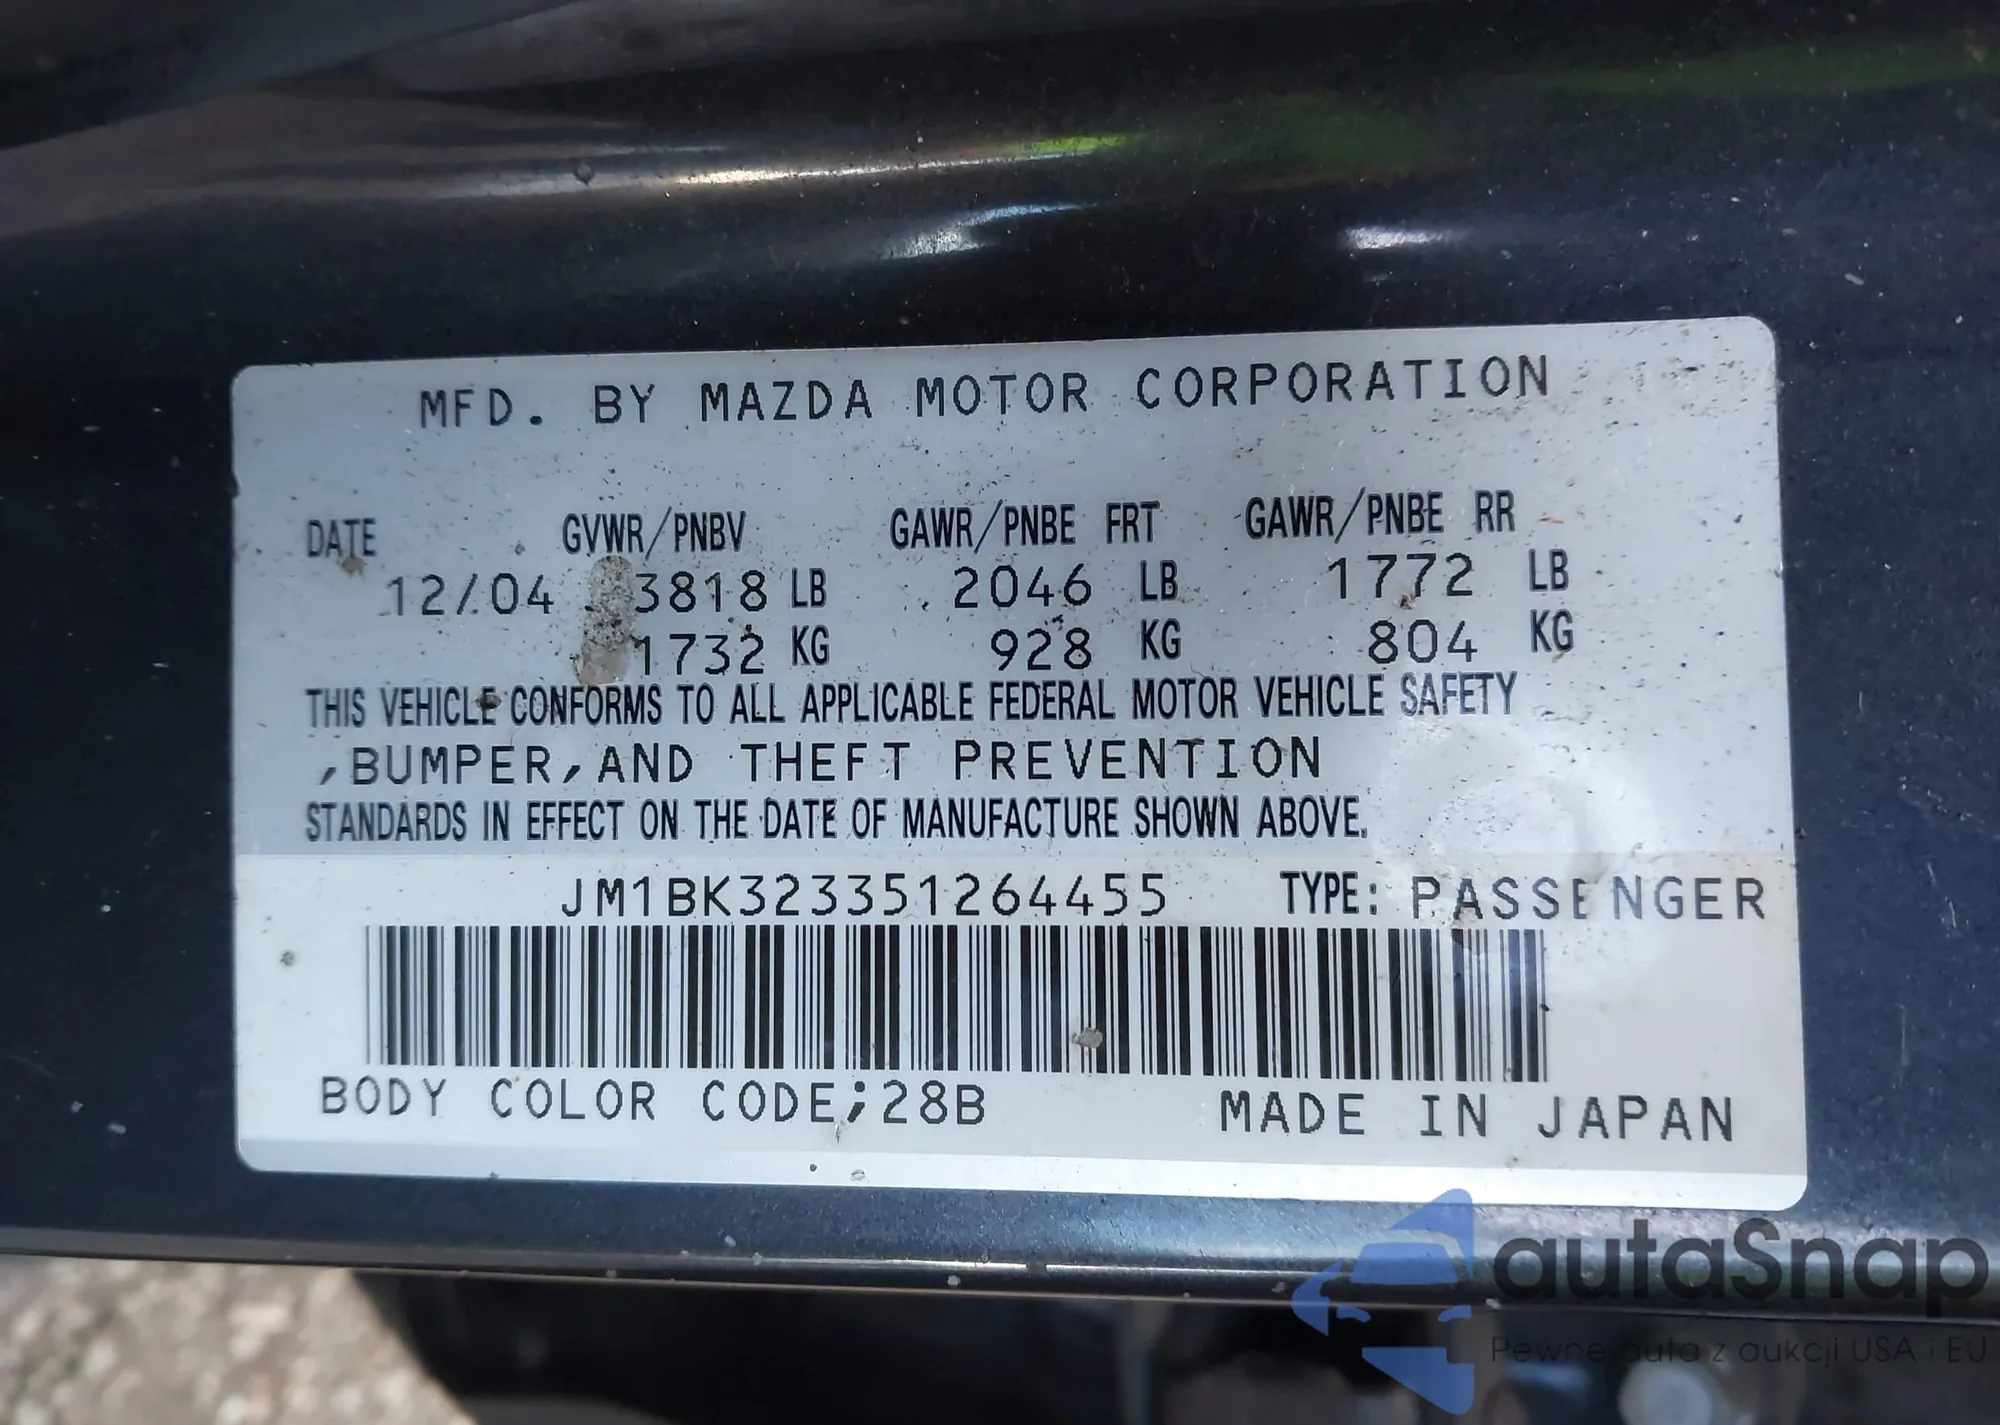 MFD. BY MAZDA MOTOR CORPORATION
DATE GVWR/PNBV GAWR/PNBE FRT GAWR/PNBE RR
12/04 3818 LB 2046 LB 1772 LB
1732 KG 928 KG 804 KG
THIS VEHICLE CONFORMS TO ALL APPLICABLE FEDERAL MOTOR VEHICLE SAFETY
,BUMPER,AND THEFT PREVENTION
STANDARDS IN EFFECT ON THE DATE OF MANUFACTURE SHOWN ABOVE.
JM1BK323351264455 TYPE: PASSENGER
BODY COLOR CODE;28B MADE IN JAPAN
autaSnap
Pewne auta z aukcji USA i EU